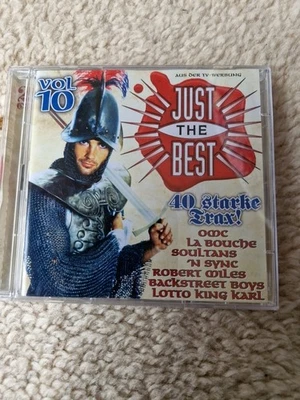 AUS DER TV-WERBUNG
VOL
10
JUST
THE
BEST
40 starke
Trax!
OMC
LA BOUCHE
SOULTANS
'N SYNC
ROBERT MILES
BACKSTREET BOYS
LOTTO KING KARL